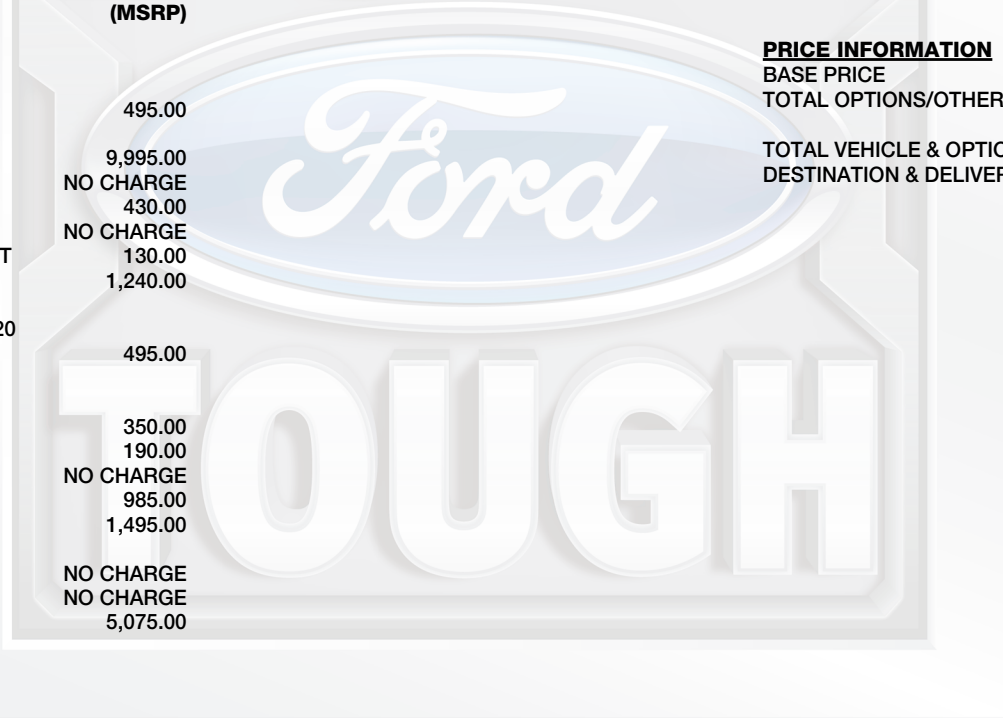 (MSRP)
495.00
9,995.00
NO CHARGE
430.00
NO CHARGE
T
130.00
1,240.00
20
495.00
350.00
190.00
NO CHARGE
985.00
1,495.00
NO CHARGE
NO CHARGE
5,075.00
PRICE INFORMATION
BASE PRICE
TOTAL OPTIONS/OTHER
TOTAL VEHICLE & OPTIO
DESTINATION & DELIVER
Ford
TOUGH